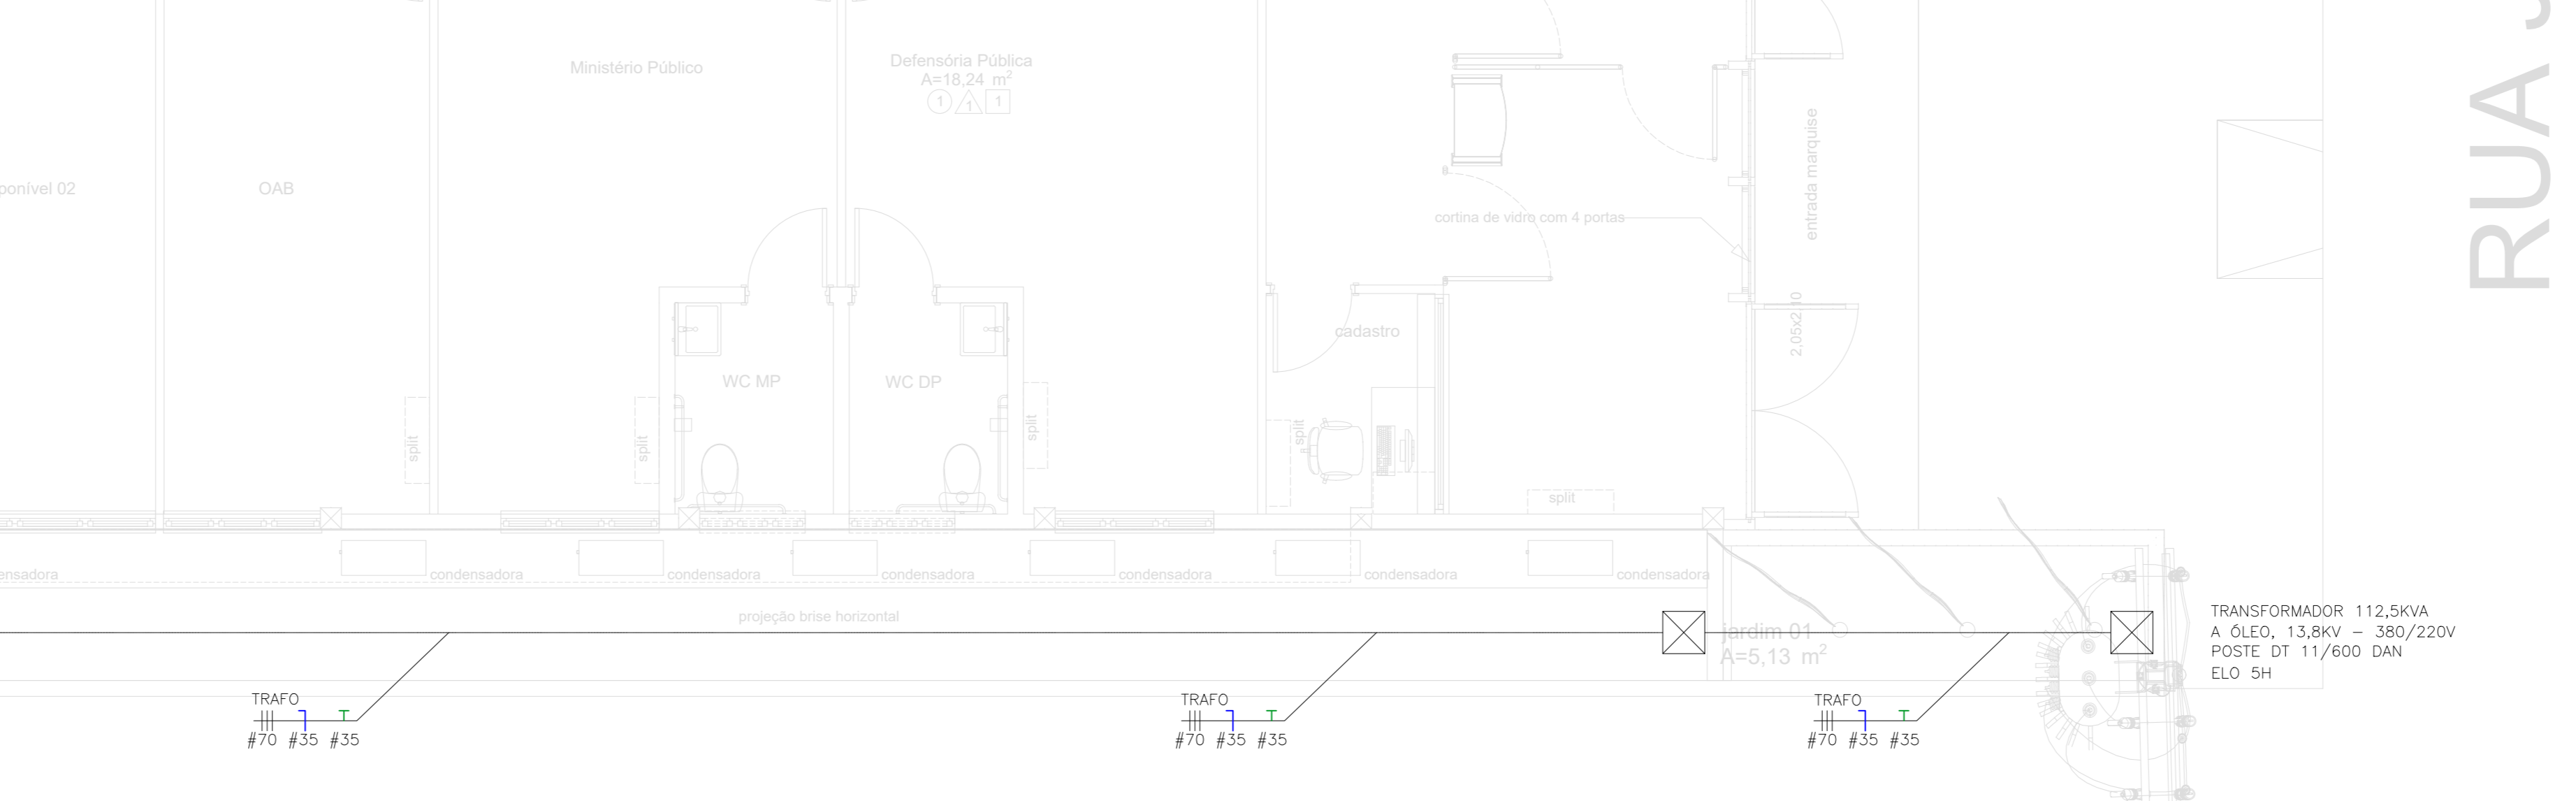 RUA
Defensória Pública
Ministério Público
A=18,24 m²
1 1 1
entrada marquise
ponível 02
OAB
cortina de vidro com 4 portas
2,05x2,10
cadastro
WC MP
WC DP
split
split
split
split
split
ensadora
condensadora
condensadora
condensadora
condensadora
condensadora
condensadora
projeção brise horizontal
jardim 01
A=5,13 m²
TRANSFORMADOR 112,5KVA
A ÓLEO, 13,8KV – 380/220V
POSTE DT 11/600 DAN
ELO 5H
TRAFO
#70 #35 #35
TRAFO
#70 #35 #35
TRAFO
#70 #35 #35